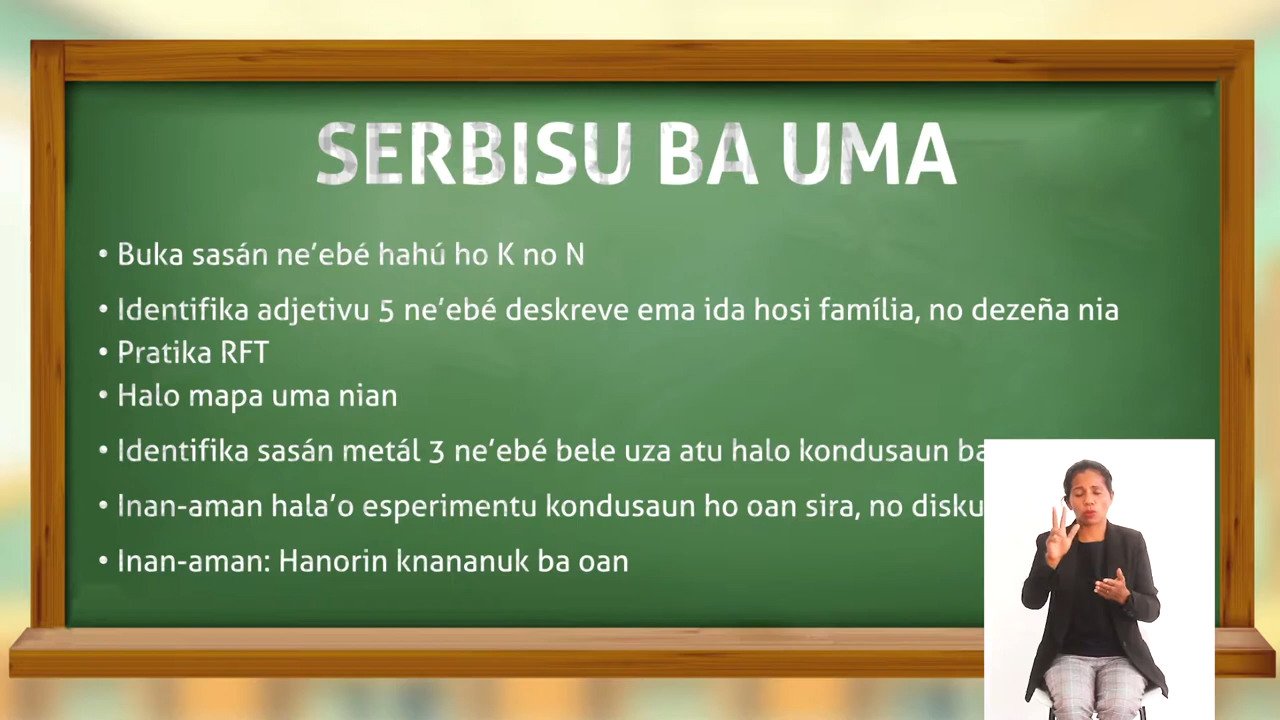 SERBISU BA UMA
• Buka sasán ne’ebé hahú ho K no N
• Identifika adjetivu 5 ne’ebé deskreve ema ida hosi família, no dezeña nia
• Pratika RFT
• Halo mapa uma nian
• Identifika sasán metál 3 ne’ebé bele uza atu halo kondusaun
• Inan-aman hala’o esperimentu kondusaun ho oan sira, no
• Inan-aman: Hanorin knananuk ba oan